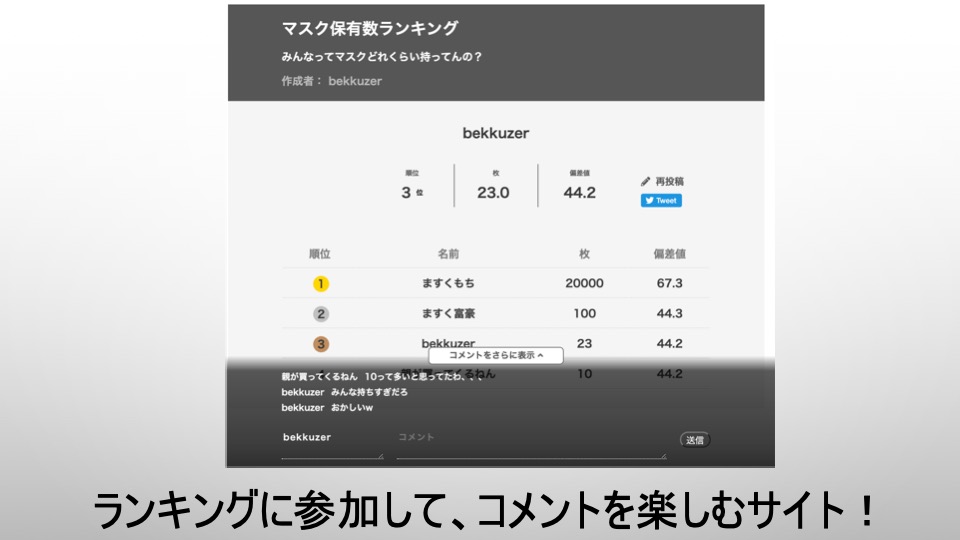 マスク保有数ランキング
みんなってマスクどれくらい持ってんの？
作成者： bekkuzer
bekkuzer
順位 枚 偏差値
3 位 23.0 44.2
再投稿
Tweet
順位 名前 枚 偏差値
1 ますくもち 20000 67.3
2 ますく富豪 100 44.3
3 bekkuzer 23 44.2
コメントをさらに表示
親が買ってくるねん 10 44.2
親が買ってくるねん 10って多いと思ってたわ、、、
bekkuzer みんな持ちすぎだろ
bekkuzer おかしいw
bekkuzer コメント 送信
ランキングに参加して、コメントを楽しむサイト！